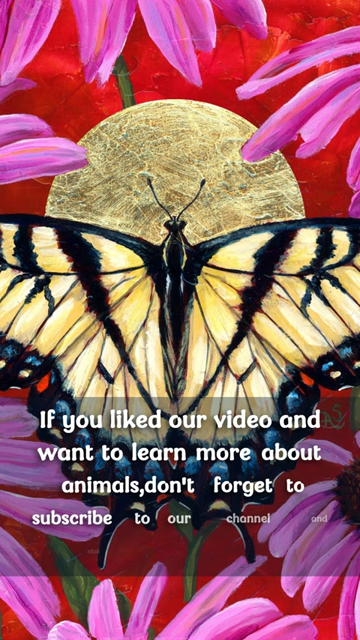 If you liked our video and
want to learn more about
animals,don't forget to
subscribe to our channel and